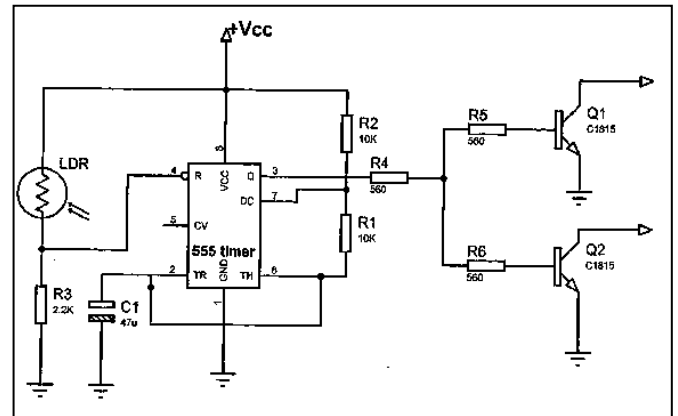 +Vcc
LDR
R3
2.2K
C1
47u
4
R
5
CV
2
TR
8
VCC
555 timer
GND
1
Q
3
DC
7
TH
6
R2
10K
R1
10K
R4
560
R5
560
R6
560
Q1
C1815
Q2
C1815